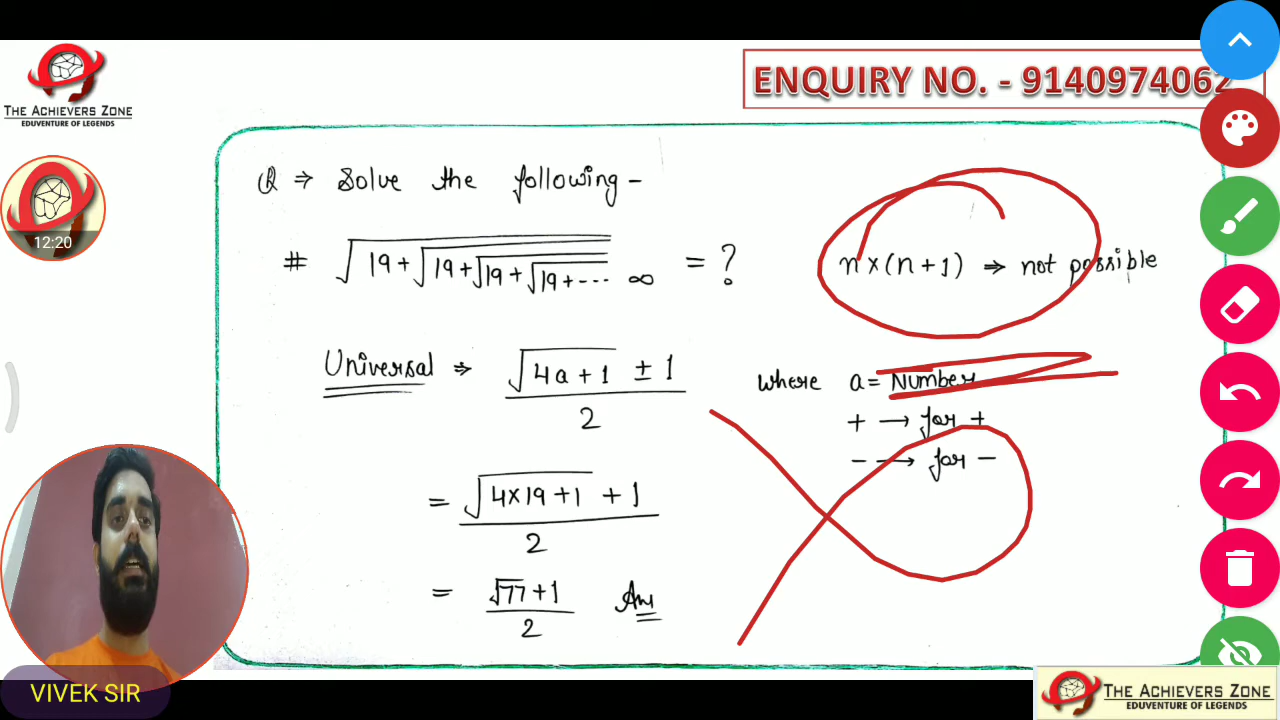 THE ACHIEVERS ZONE
EDUVENTURE OF LEGENDS
ENQUIRY NO. - 9140974062
12:20
Q ⇒ Solve the following -
# √(19+√(19+√(19+√(19+---∞ = ?
n×(n+1) ⇒ not possible
Universal ⇒ (√(4a+1) ± 1)/2 where a = Number
+ → for +
- → for -
= (√(4×19+1) + 1)/2
= (√77+1)/2 Ans
VIVEK SIR
THE ACHIEVERS ZONE
EDUVENTURE OF LEGENDS